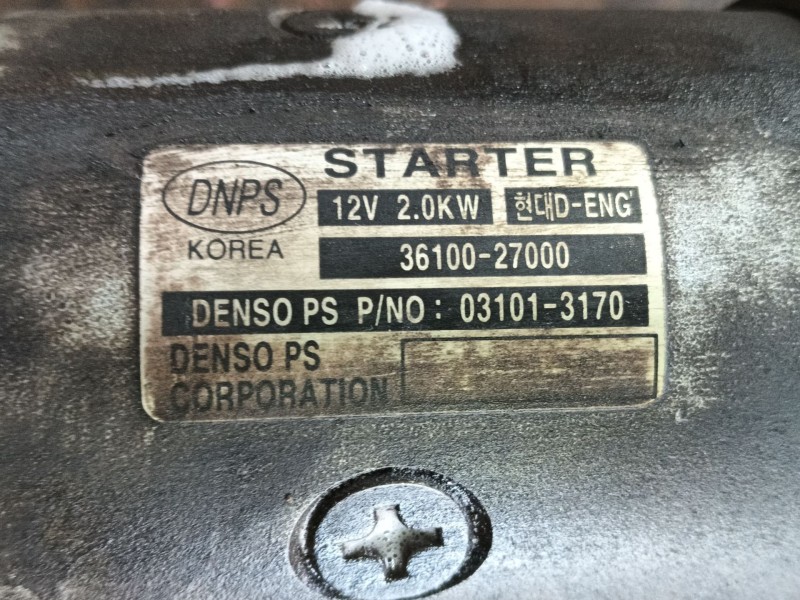 STARTER
DNPS
12V 2.0KW 현대D-ENG'
KOREA
36100-27000
DENSO PS P/NO: 03101-3170
DENSO PS
CORPORATION